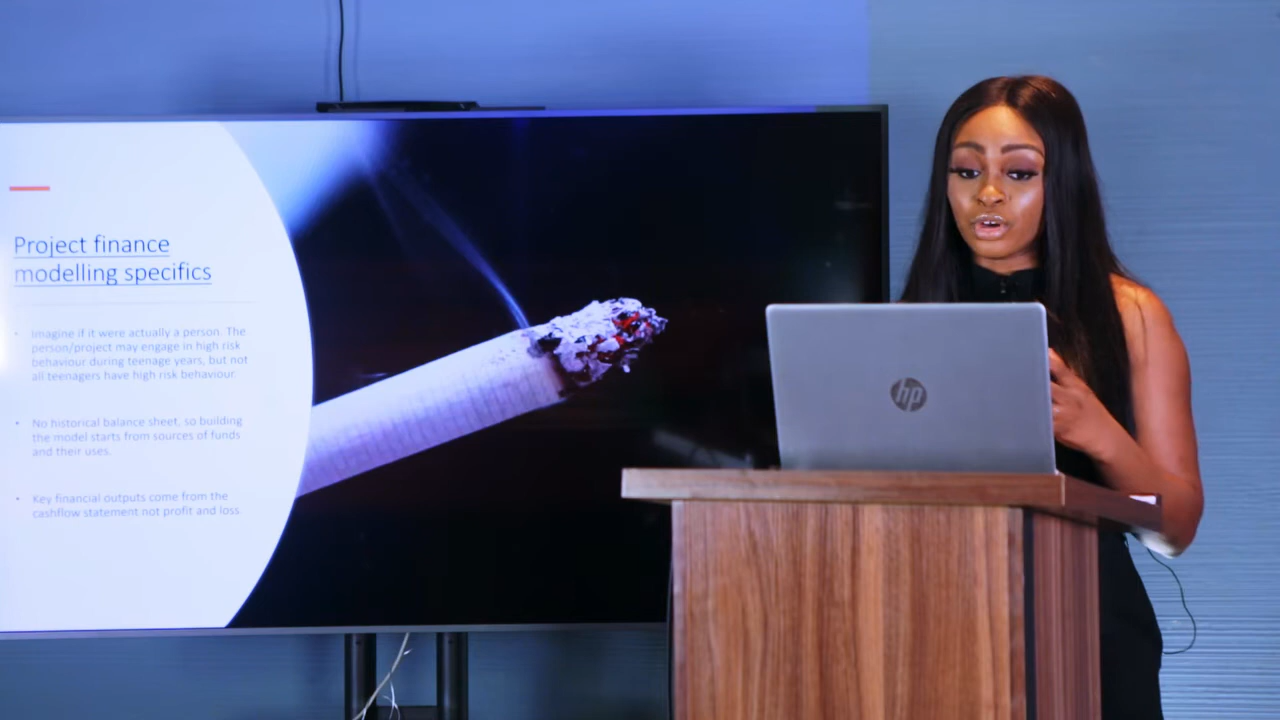 Project finance
modelling specifics
• Imagine if it were actually a person. The
person/project may engage in high risk
behaviour during teenage years, but not
all teenagers have high risk behaviour.
• No historical balance sheet, so building
the model starts from sources of funds
and their uses.
• Key financial outputs come from the
cashflow statement not profit and loss.
hp